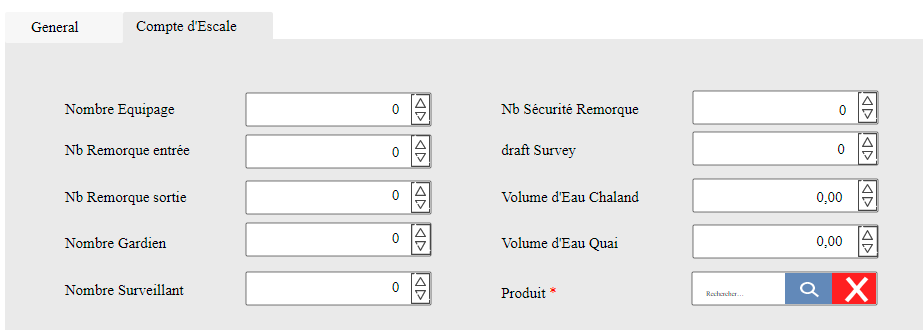 General
Compte d'Escale
Nombre Equipage 0
Nb Remorque entrée 0
Nb Remorque sortie 0
Nombre Gardien 0
Nombre Surveillant 0
Nb Sécurité Remorque 0
draft Survey 0
Volume d'Eau Chaland 0,00
Volume d'Eau Quai 0,00
Produit * Rechercher...